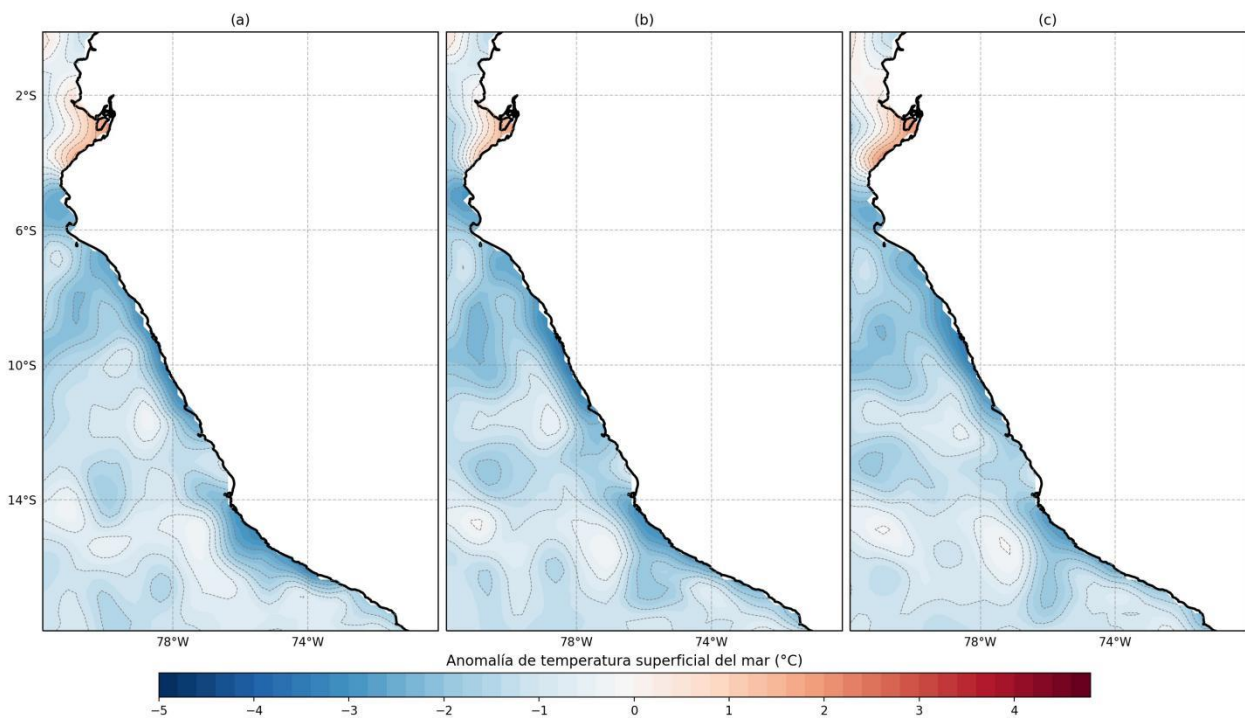 (a) (b) (c)
2°S
6°S
10°S
14°S
78°W 74°W 78°W 74°W 78°W 74°W
Anomalía de temperatura superficial del mar (°C)
−5 −4 −3 −2 −1 0 1 2 3 4